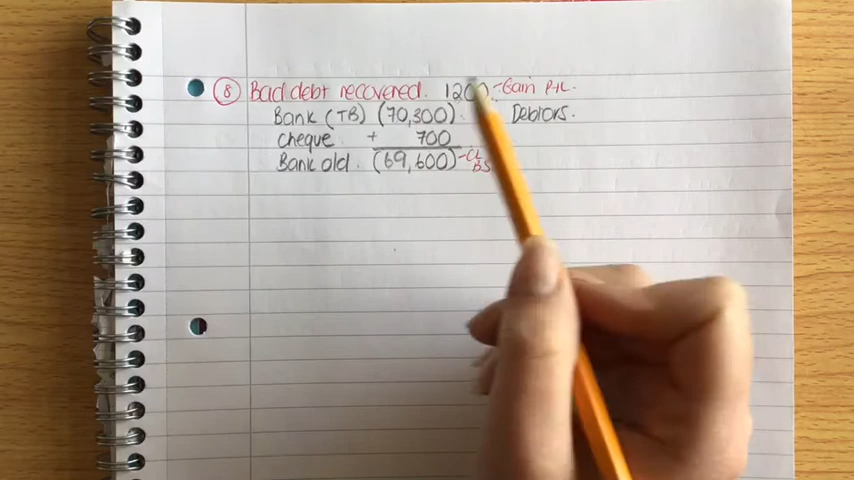 8 Bad debt recovered. 1200 - Gain P+L.
Bank (TB) (70,300). Debtors.
cheque + 700
Bank old. (69,600) - CL
BS